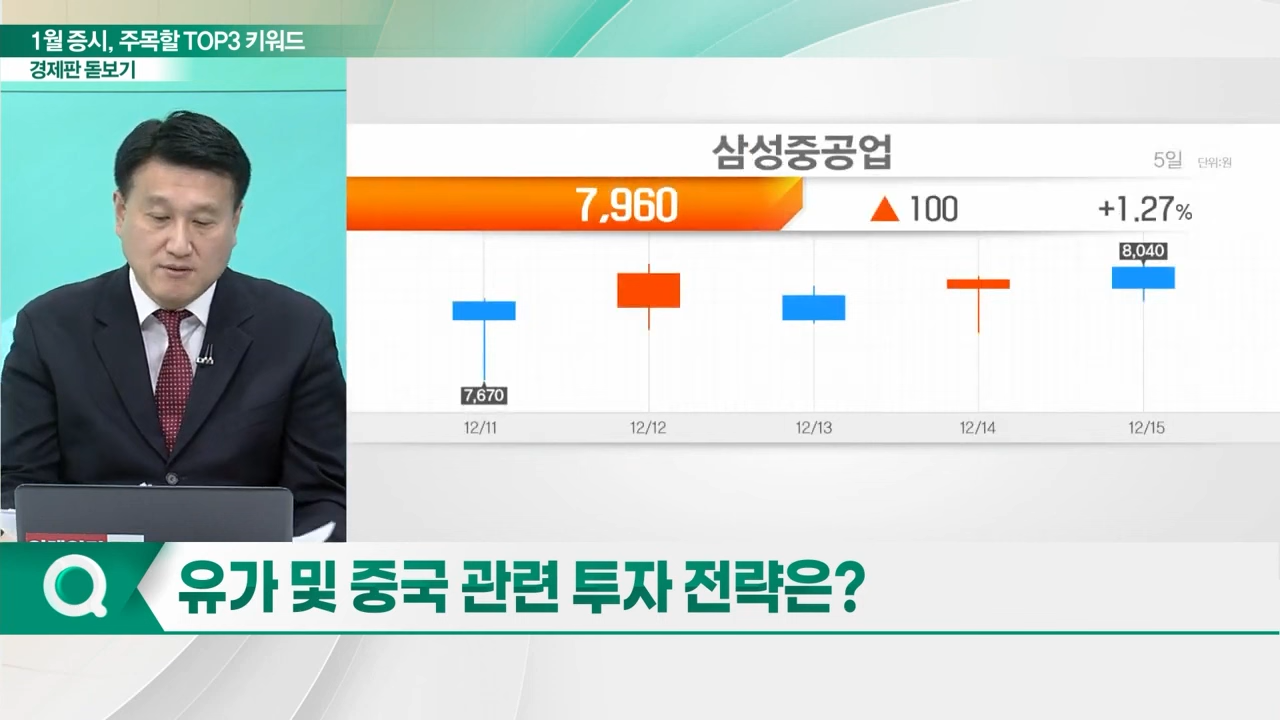 1월 증시, 주목할 TOP3 키워드
경제판 돋보기
삼성중공업
5일 단위:원
7,960 ▲ 100 +1.27%
8,040
7,670
12/11 12/12 12/13 12/14 12/15
유가 및 중국 관련 투자 전략은?